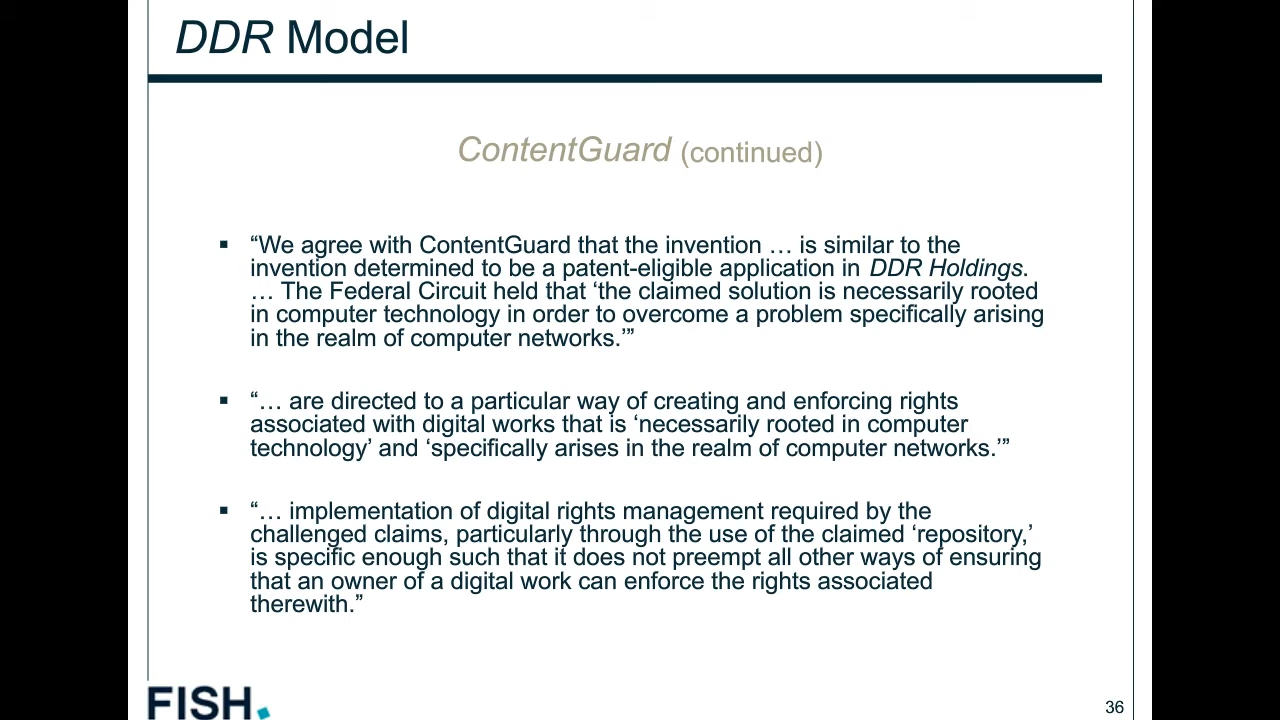 DDR Model
ContentGuard (continued)
▪ “We agree with ContentGuard that the invention … is similar to the
invention determined to be a patent-eligible application in DDR Holdings.
… The Federal Circuit held that ‘the claimed solution is necessarily rooted
in computer technology in order to overcome a problem specifically arising
in the realm of computer networks.’”
▪ “… are directed to a particular way of creating and enforcing rights
associated with digital works that is ‘necessarily rooted in computer
technology’ and ‘specifically arises in the realm of computer networks.’”
▪ “… implementation of digital rights management required by the
challenged claims, particularly through the use of the claimed ‘repository,’
is specific enough such that it does not preempt all other ways of ensuring
that an owner of a digital work can enforce the rights associated
therewith.”
FISH.
36